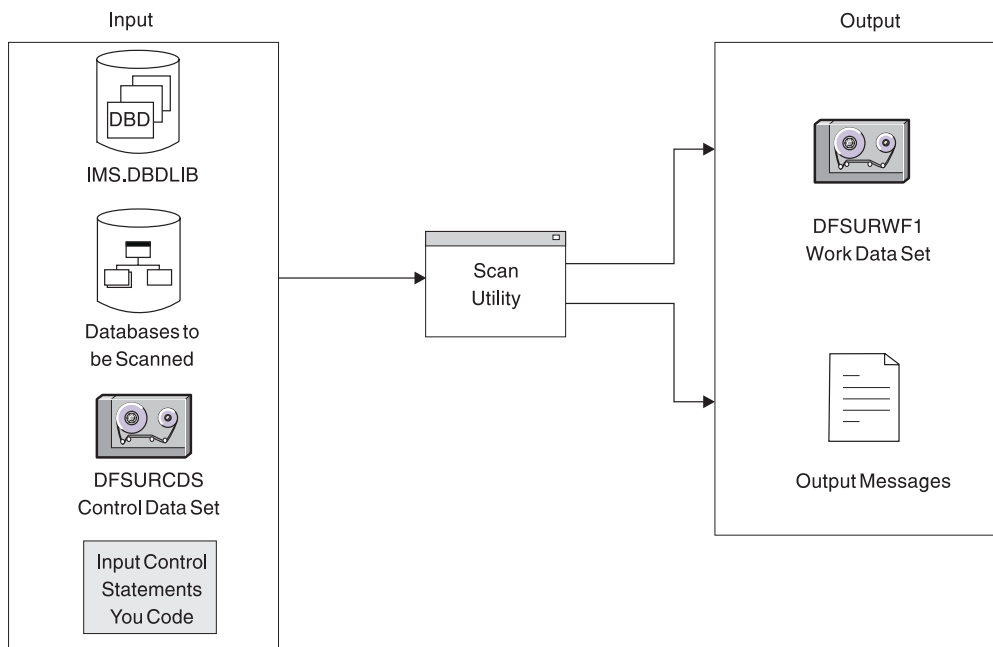 Input
DBD
IMS.DBDLIB
Databases to
be Scanned
DFSURCDS
Control Data Set
Input Control
Statements
You Code
Scan
Utility
Output
DFSURWF1
Work Data Set
Output Messages